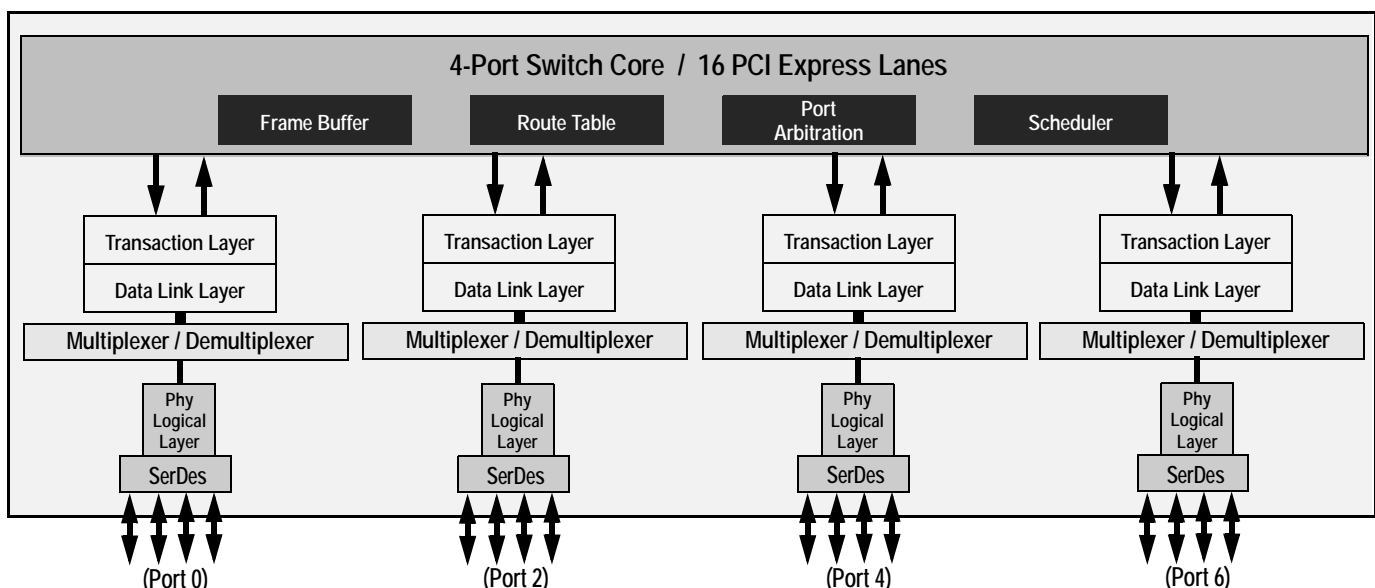 4-Port Switch Core / 16 PCI Express Lanes
Frame Buffer
Route Table
Port
Arbitration
Scheduler
Transaction Layer
Transaction Layer
Transaction Layer
Transaction Layer
Data Link Layer
Data Link Layer
Data Link Layer
Data Link Layer
Multiplexer / Demultiplexer
Multiplexer / Demultiplexer
Multiplexer / Demultiplexer
Multiplexer / Demultiplexer
Phy
Logical
Layer
Phy
Logical
Layer
Phy
Logical
Layer
Phy
Logical
Layer
SerDes
SerDes
SerDes
SerDes
(Port 0)
(Port 2)
(Port 4)
(Port 6)